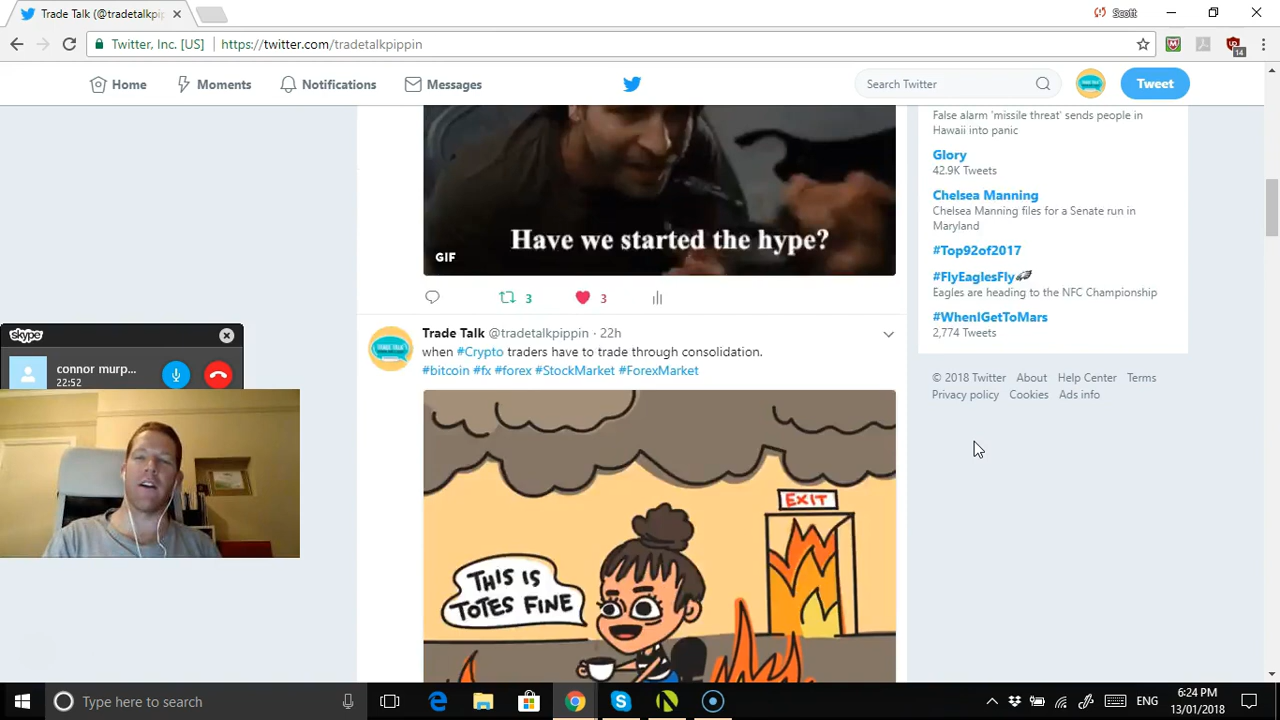 Trade Talk (@tradetalkpip
Scott
Twitter, Inc. [US]
https://twitter.com/tradetalkpippin
14
Home
Moments
Notifications
Messages
Search Twitter
Tweet
Have we started the hype?
GIF
3
3
Trade Talk @tradetalkpippin · 22h
when #Crypto traders have to trade through consolidation.
#bitcoin #fx #forex #StockMarket #ForexMarket
THIS IS
TOTES FINE
EXIT
False alarm 'missile threat' sends people in
Hawaii into panic
Glory
42.9K Tweets
Chelsea Manning
Chelsea Manning files for a Senate run in
Maryland
#Top92of2017
#FlyEaglesFly
Eagles are heading to the NFC Championship
#WhenIGetToMars
2,774 Tweets
© 2018 Twitter About Help Center Terms
Privacy policy Cookies Ads info
skype
connor murp...
22:52
Type here to search
ENG
6:24 PM
13/01/2018